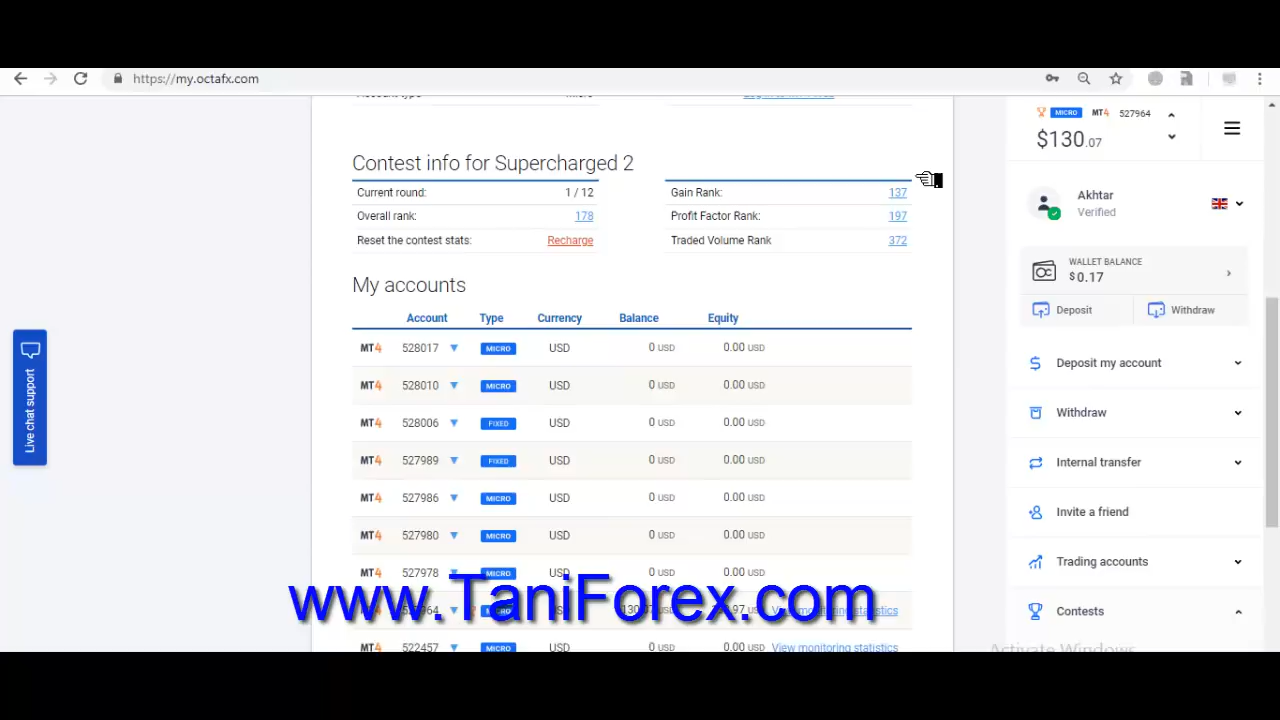 https://my.octafx.com
MICRO MT4 527964
$130.07
Contest info for Supercharged 2
Current round: 1 / 12
Overall rank: 178
Reset the contest stats: Recharge
Gain Rank: 137
Profit Factor Rank: 197
Traded Volume Rank 372
Akhtar
Verified
WALLET BALANCE
$0.17
Deposit Withdraw
My accounts
Account Type Currency Balance Equity
MT4 528017 MICRO USD 0 USD 0.00 USD
MT4 528010 MICRO USD 0 USD 0.00 USD
MT4 528006 FIXED USD 0 USD 0.00 USD
MT4 527989 FIXED USD 0 USD 0.00 USD
MT4 527986 MICRO USD 0 USD 0.00 USD
MT4 527980 MICRO USD 0 USD 0.00 USD
MT4 527978 MICRO USD 0 USD 0.00 USD
MT4
www.TaniForex.com
MT4 522457 MICRO USD 0 USD 0.00 USD View monitoring statistics
Live chat support
Deposit my account
Withdraw
Internal transfer
Invite a friend
Trading accounts
Contests
Activate Windows